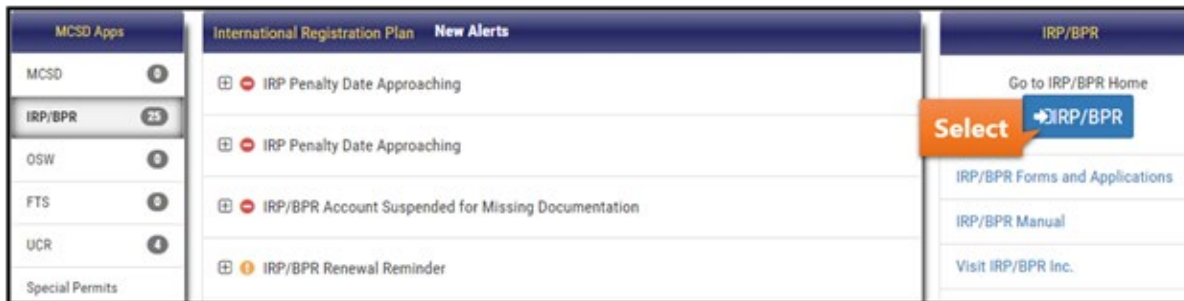 MCSD Apps
MCSD 0
IRP/BPR 25
OSW 0
FTS 0
UCR 4
Special Permits
International Registration Plan New Alerts
IRP Penalty Date Approaching
IRP Penalty Date Approaching
IRP/BPR Account Suspended for Missing Documentation
IRP/BPR Renewal Reminder
IRP/BPR
Go to IRP/BPR Home
Select
IRP/BPR
IRP/BPR Forms and Applications
IRP/BPR Manual
Visit IRP/BPR Inc.